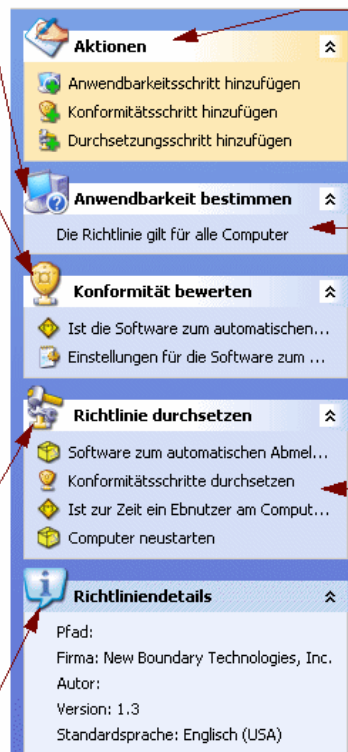 Aktionen
Anwendbarkeitsschritt hinzufügen
Konformitätsschritt hinzufügen
Durchsetzungsschritt hinzufügen
Anwendbarkeit bestimmen
Die Richtlinie gilt für alle Computer
Konformität bewerten
Ist die Software zum automatischen...
Einstellungen für die Software zum ...
Richtlinie durchsetzen
Software zum automatischen Abmel...
Konformitätsschritte durchsetzen
Ist zur Zeit ein Ebnutzer am Comput...
Computer neustarten
Richtliniendetails
Pfad:
Firma: New Boundary Technologies, Inc.
Autor:
Version: 1.3
Standardsprache: Englisch (USA)